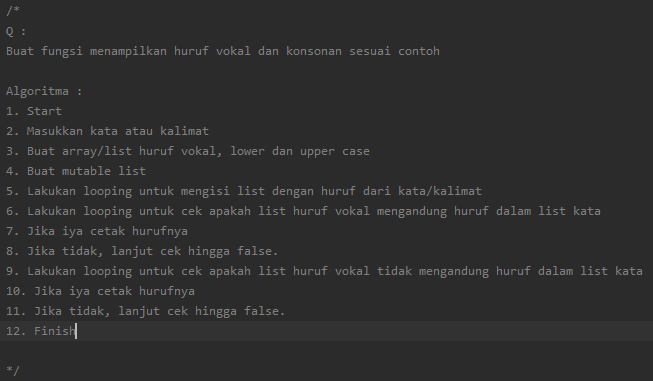 /*
Q :
Buat fungsi menampilkan huruf vokal dan konsonan sesuai contoh
Algoritma :
1. Start
2. Masukkan kata atau kalimat
3. Buat array/list huruf vokal, lower dan upper case
4. Buat mutable list
5. Lakukan looping untuk mengisi list dengan huruf dari kata/kalimat
6. Lakukan looping untuk cek apakah list huruf vokal mengandung huruf dalam list kata
7. Jika iya cetak hurufnya
8. Jika tidak, lanjut cek hingga false.
9. Lakukan looping untuk cek apakah list huruf vokal tidak mengandung huruf dalam list kata
10. Jika iya cetak hurufnya
11. Jika tidak, lanjut cek hingga false.
12. Finish
*/